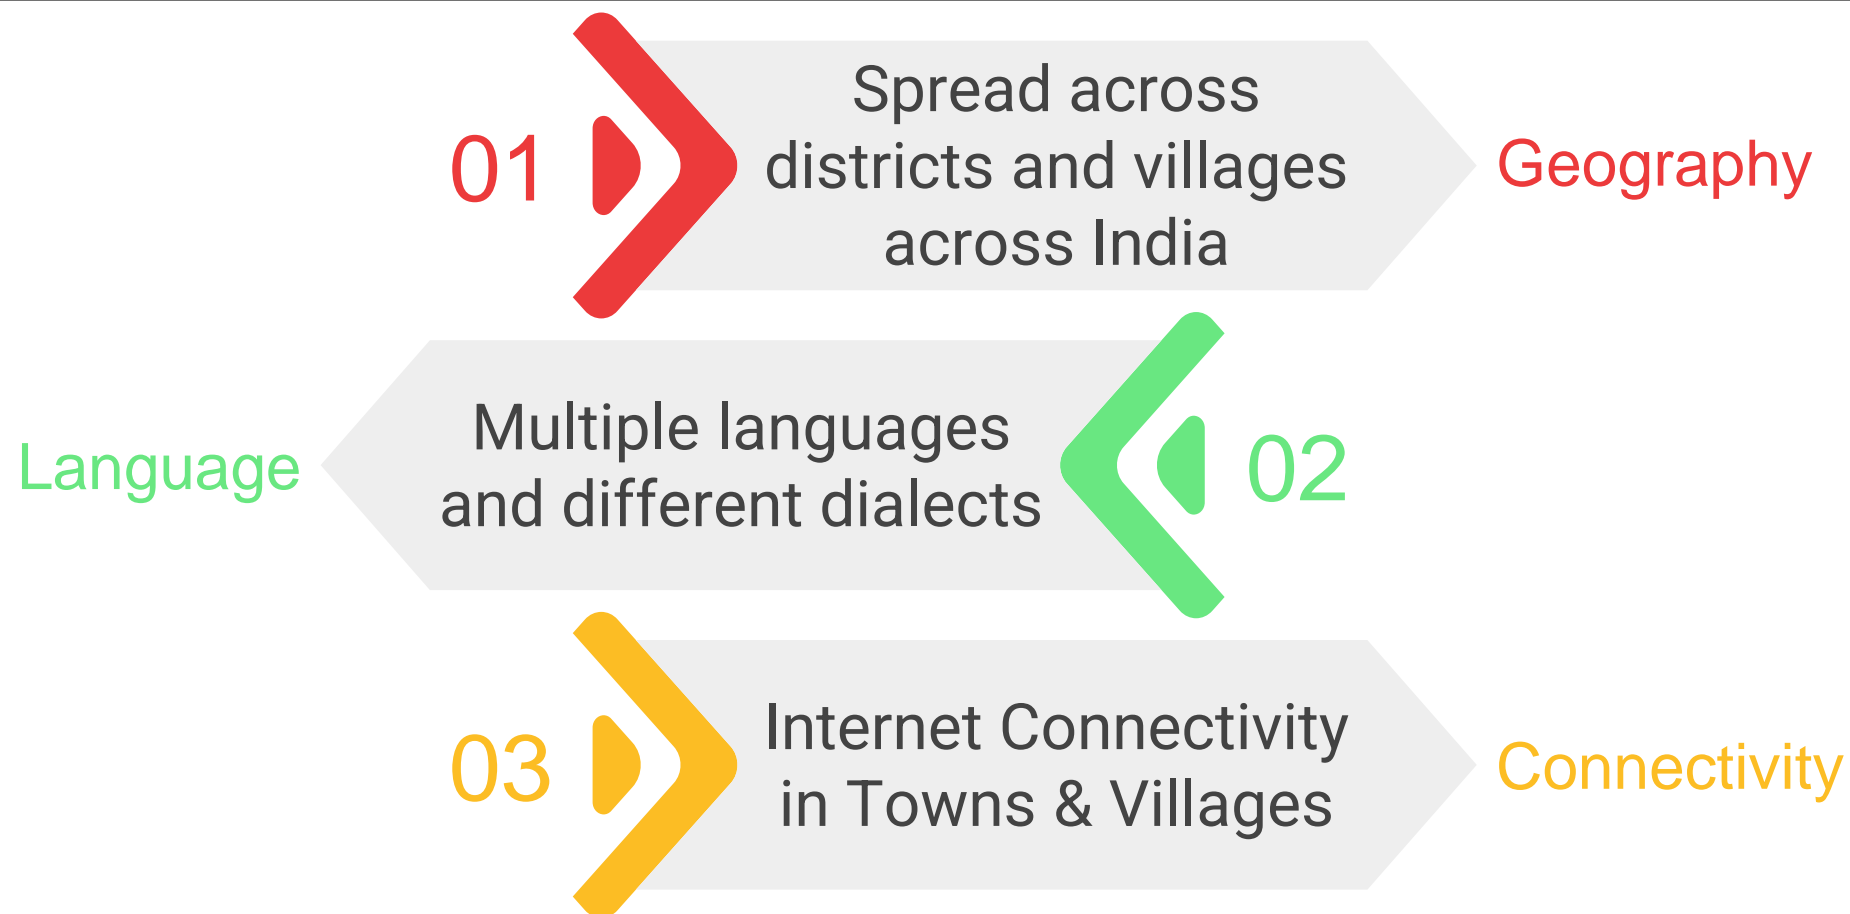 01
Spread across
districts and villages
across India
Geography
Language
Multiple languages
and different dialects
02
03
Internet Connectivity
in Towns & Villages
Connectivity